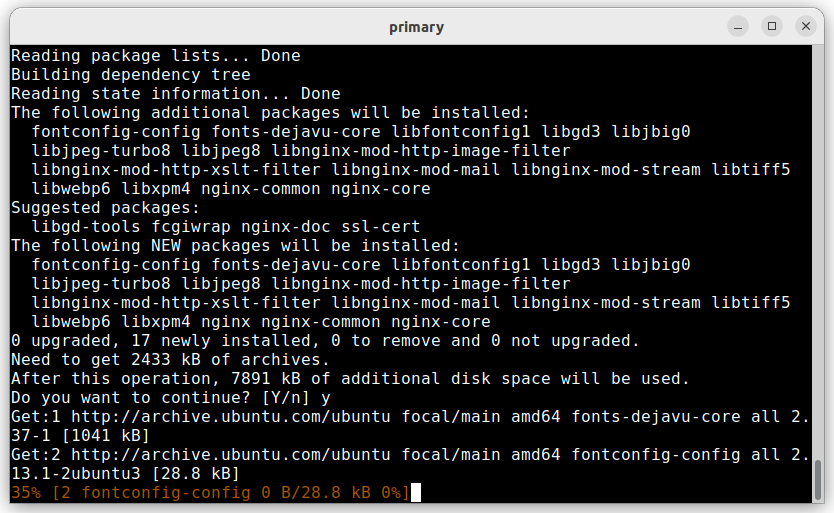 primary
Reading package lists... Done
Building dependency tree
Reading state information... Done
The following additional packages will be installed:
  fontconfig-config fonts-dejavu-core libfontconfig1 libgd3 libjbig0
  libjpeg-turbo8 libjpeg8 libnginx-mod-http-image-filter
  libnginx-mod-http-xslt-filter libnginx-mod-mail libnginx-mod-stream libtiff5
  libwebp6 libxpm4 nginx-common nginx-core
Suggested packages:
  libgd-tools fcgiwrap nginx-doc ssl-cert
The following NEW packages will be installed:
  fontconfig-config fonts-dejavu-core libfontconfig1 libgd3 libjbig0
  libjpeg-turbo8 libjpeg8 libnginx-mod-http-image-filter
  libnginx-mod-http-xslt-filter libnginx-mod-mail libnginx-mod-stream libtiff5
  libwebp6 libxpm4 nginx nginx-common nginx-core
0 upgraded, 17 newly installed, 0 to remove and 0 not upgraded.
Need to get 2433 kB of archives.
After this operation, 7891 kB of additional disk space will be used.
Do you want to continue? [Y/n] y
Get:1 http://archive.ubuntu.com/ubuntu focal/main amd64 fonts-dejavu-core all 2.
37-1 [1041 kB]
Get:2 http://archive.ubuntu.com/ubuntu focal/main amd64 fontconfig-config all 2.
13.1-2ubuntu3 [28.8 kB]
35% [2 fontconfig-config 0 B/28.8 kB 0%]